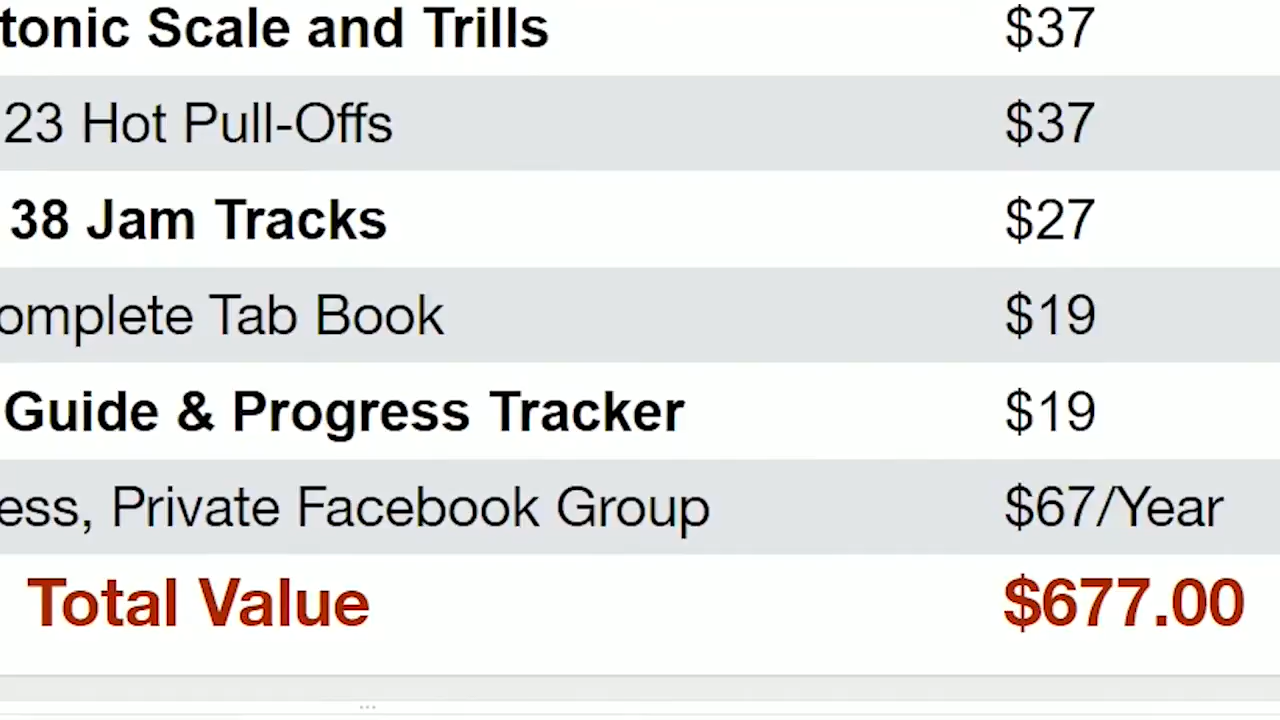 tonic Scale and Trills $37
23 Hot Pull-Offs $37
38 Jam Tracks $27
omplete Tab Book $19
Guide & Progress Tracker $19
ess, Private Facebook Group $67/Year
Total Value $677.00